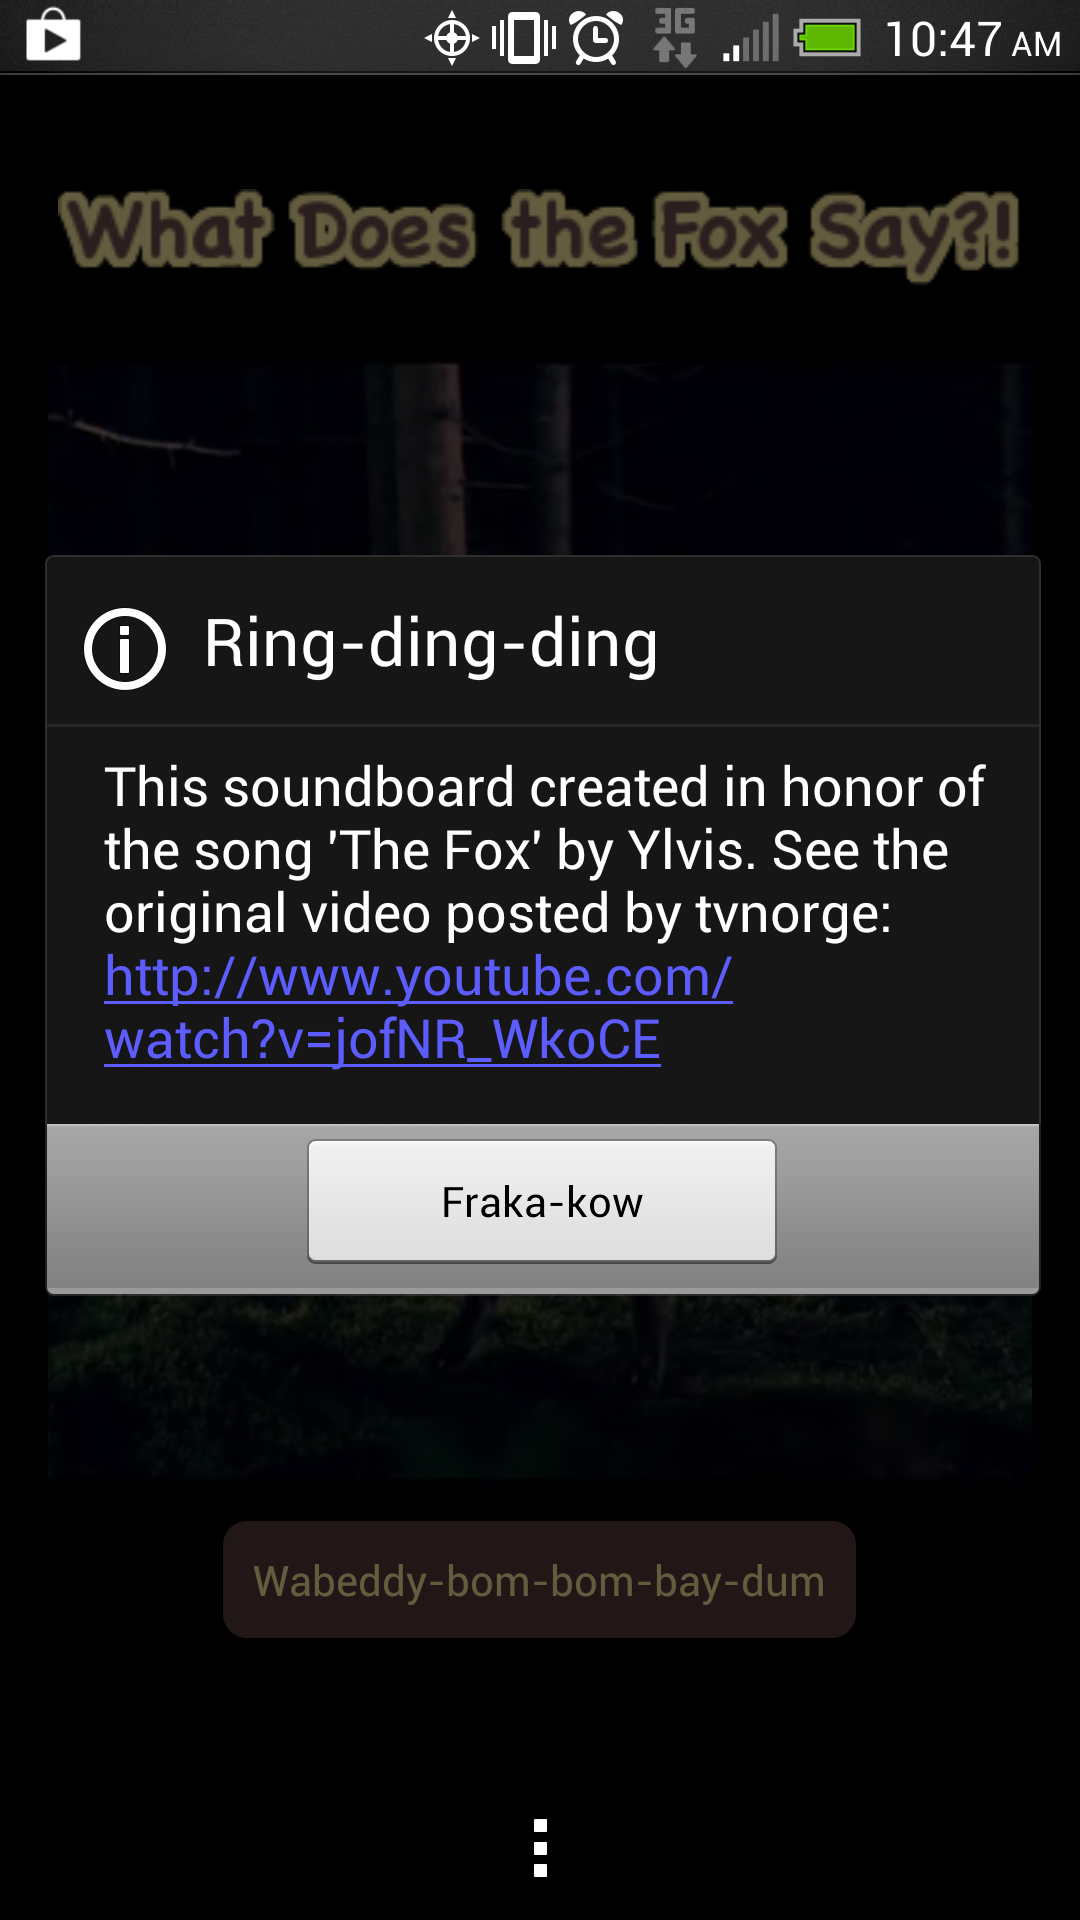 3G
10:47 AM
What Does the Fox Say?!
Ring-ding-ding
This soundboard created in honor of
the song 'The Fox' by Ylvis. See the
original video posted by tvnorge:
http://www.youtube.com/
watch?v=jofNR_WkoCE
Fraka-kow
Wabeddy-bom-bom-bay-dum